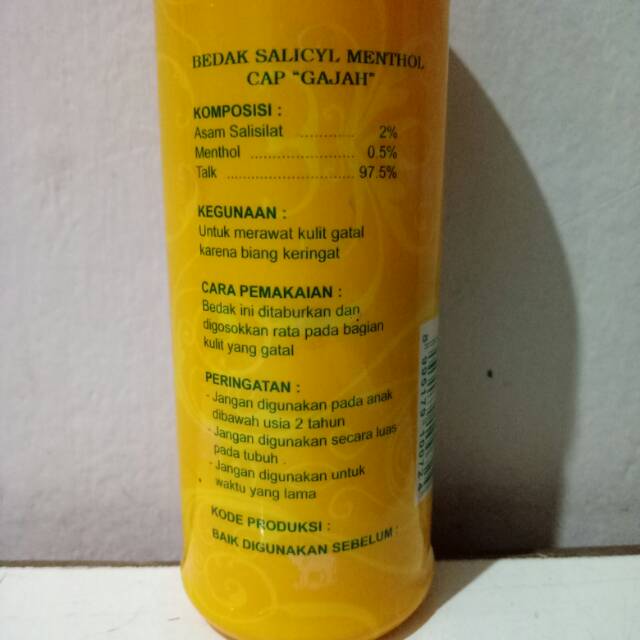 BEDAK SALICYL MENTHOL
CAP "GAJAH"
KOMPOSISI :
Asam Salisilat ............... 2%
Menthol ........................ 0.5%
Talk .............................. 97.5%
KEGUNAAN :
Untuk merawat kulit gatal
karena biang keringat
CARA PEMAKAIAN :
Bedak ini ditaburkan dan
digosokkan rata pada bagian
kulit yang gatal
PERINGATAN :
- Jangan digunakan pada anak
dibawah usia 2 tahun
- Jangan digunakan secara luas
pada tubuh
- Jangan digunakan untuk
waktu yang lama
KODE PRODUKSI :
BAIK DIGUNAKAN SEBELUM :